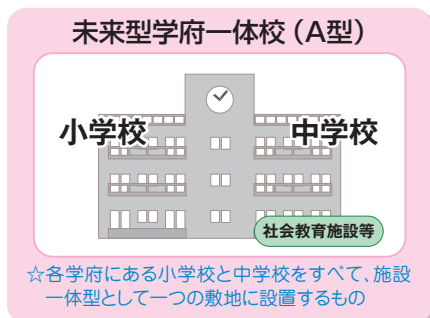 未来型学府一体校（A型）
小学校
中学校
社会教育施設等
☆各学府にある小学校と中学校をすべて、施設
一体型として一つの敷地に設置するもの